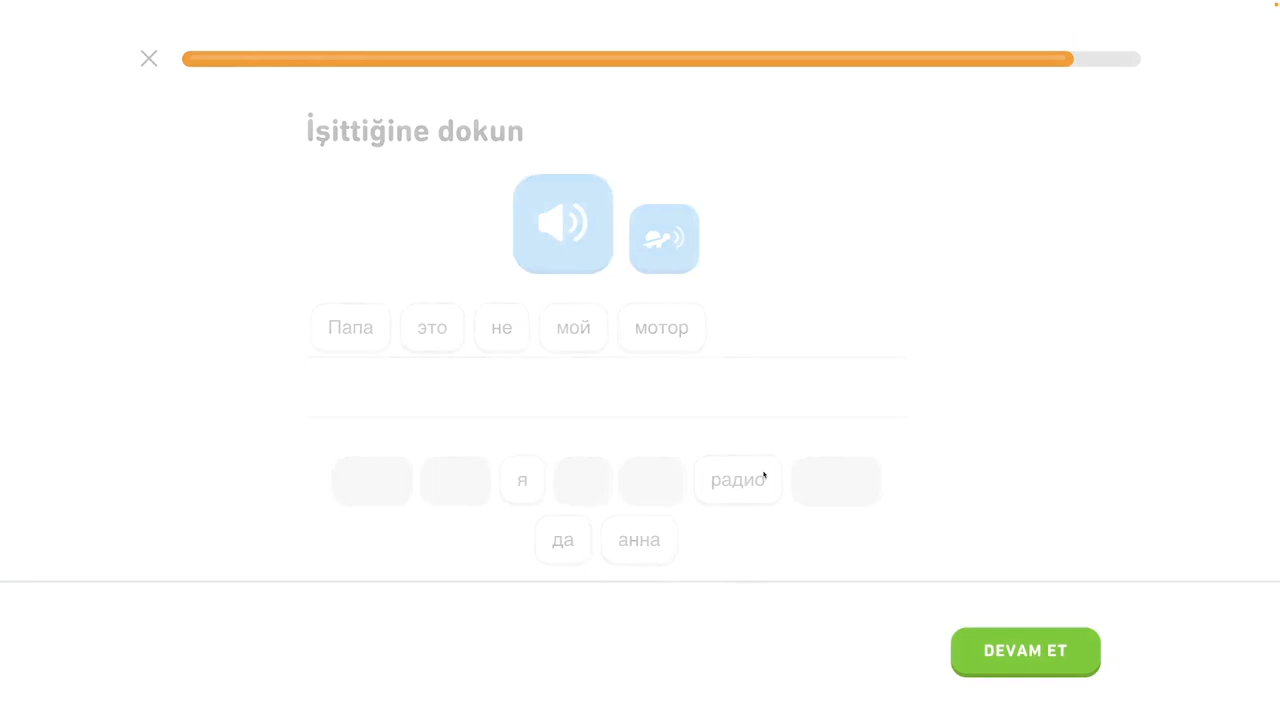 İşittiğine dokun
Папа это не мой мотор
я радио
да анна
DEVAM ET